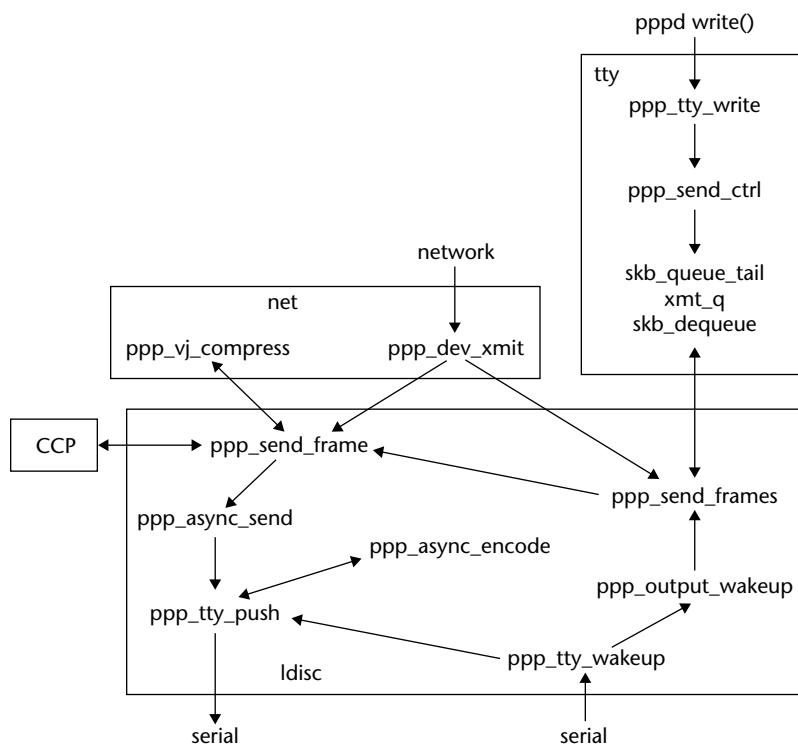 pppd write()
tty
ppp_tty_write
ppp_send_ctrl
network
skb_queue_tail
xmt_q
skb_dequeue
net
ppp_vj_compress
ppp_dev_xmit
CCP
ppp_send_frame
ppp_send_frames
ppp_async_send
ppp_async_encode
ppp_output_wakeup
ppp_tty_push
ppp_tty_wakeup
ldisc
serial
serial